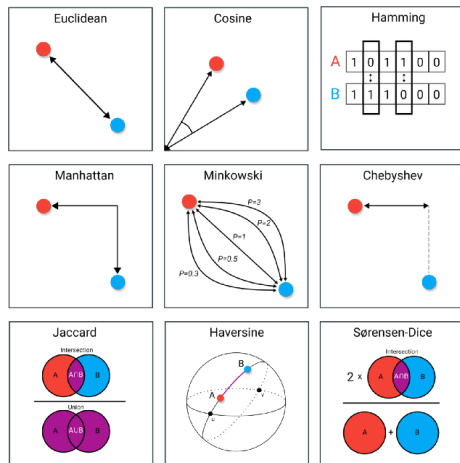 Euclidean
Cosine
Hamming
A 1 0 1 1 0 0
B 1 1 1 0 0 0
Manhattan
Minkowski
Chebyshev
P=3
P=2
P=1
P=0.5
P=0.3
Jaccard
Intersection
A A∩B B
Union
A A∪B B
Haversine
B
A
u
v
Sørensen-Dice
Intersection
2 x A A∩B B
A + B